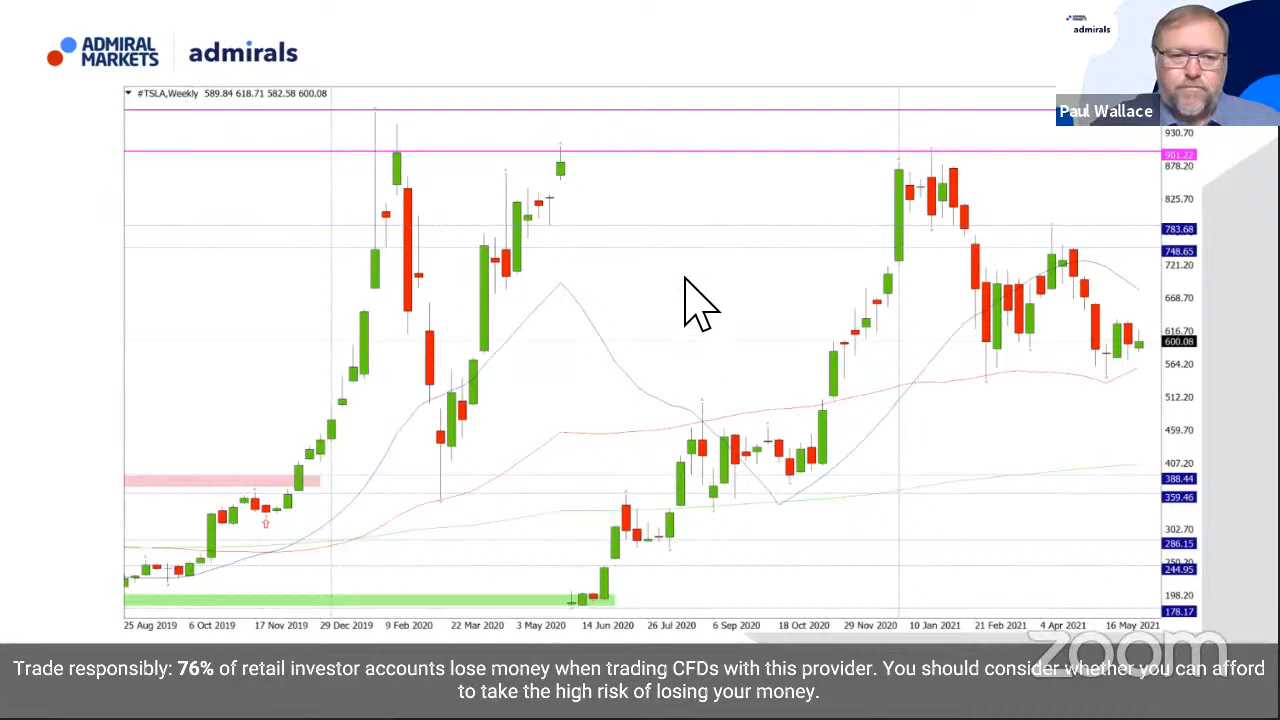 ADMIRAL
MARKETS
admirals
admirals
Paul Wallace
#TSLA,Weekly 589.84 618.71 582.58 600.08
930.70
901.22
878.20
825.70
783.68
748.65
721.20
668.70
616.70
600.08
564.20
512.20
459.70
407.20
388.44
359.46
302.70
286.15
250.20
244.95
198.20
178.17
25 Aug 2019 6 Oct 2019 17 Nov 2019 29 Dec 2019 9 Feb 2020 22 Mar 2020 3 May 2020 14 Jun 2020 26 Jul 2020 6 Sep 2020 18 Oct 2020 29 Nov 2020 10 Jan 2021 21 Feb 2021 4 Apr 2021 16 May 2021
zoom
Trade responsibly: 76% of retail investor accounts lose money when trading CFDs with this provider. You should consider whether you can afford
to take the high risk of losing your money.